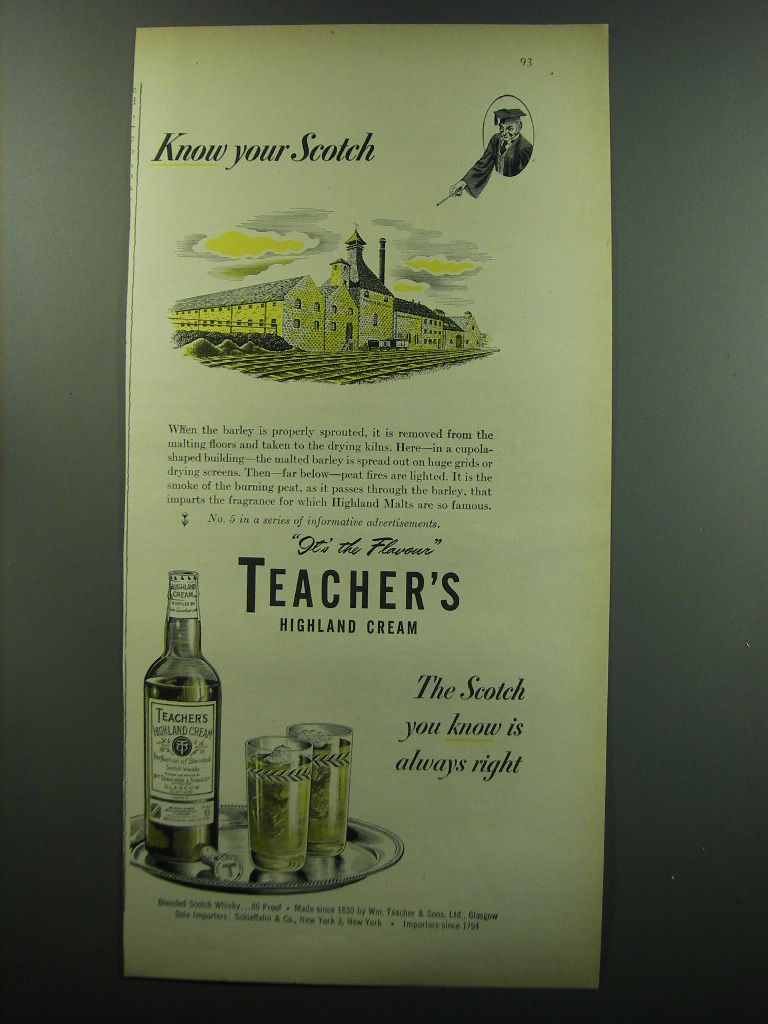 93
Know your Scotch
When the barley is properly sprouted, it is removed from the
malting floors and taken to the drying kilns. Here—in a cupola-
shaped building—the malted barley is spread out on huge grids or
drying screens. Then—far below—peat fires are lighted. It is the
smoke of the burning peat, as it passes through the barley, that
imparts the fragrance for which Highland Malts are so famous.
No. 5 in a series of informative advertisements.
"It's the Flavour"
TEACHER'S
HIGHLAND CREAM
HIGHLAND
CREAM
The Scotch
you know is
always right
TEACHER'S
HIGHLAND CREAM
Perfection of Blended
Scotch Whisky
GLASGOW
Blended Scotch Whisky...86 Proof • Made since 1830 by Wm. Teacher & Sons, Ltd., Glasgow
Sole Importers: Schieffelin & Co., New York 3, New York • Importers since 1794